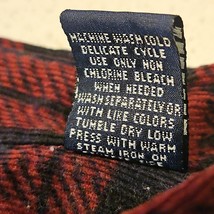 MACHINE WASH COLD
DELICATE CYCLE
USE ONLY NON
CHLORINE BLEACH
WHEN NEEDED
WASH SEPARATELY OR
WITH LIKE COLORS
TUMBLE DRY LOW
PRESS WITH WARM
STEAM IRON ON